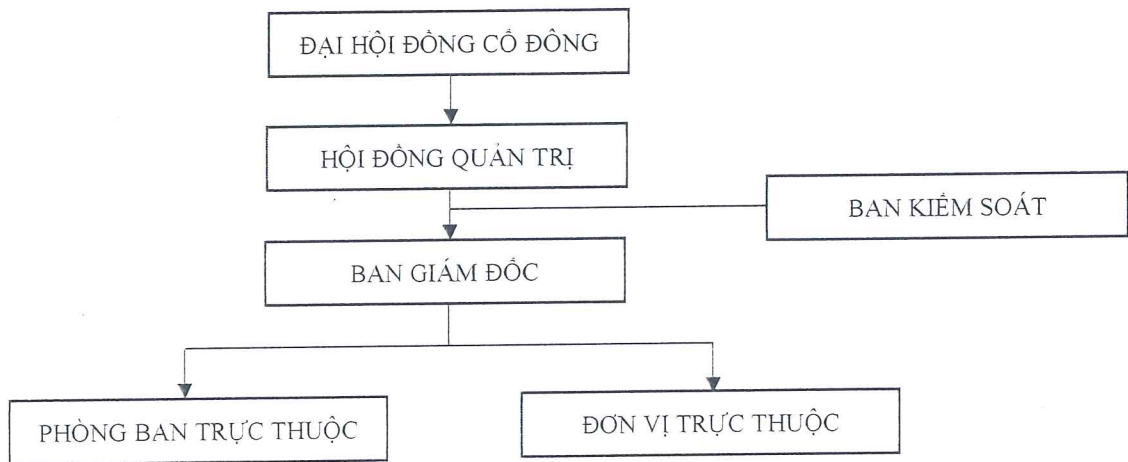 ĐẠI HỘI ĐỒNG CỔ ĐÔNG
HỘI ĐỒNG QUẢN TRỊ
BAN KIỂM SOÁT
BAN GIÁM ĐỐC
PHÒNG BAN TRỰC THUỘC
ĐƠN VỊ TRỰC THUỘC